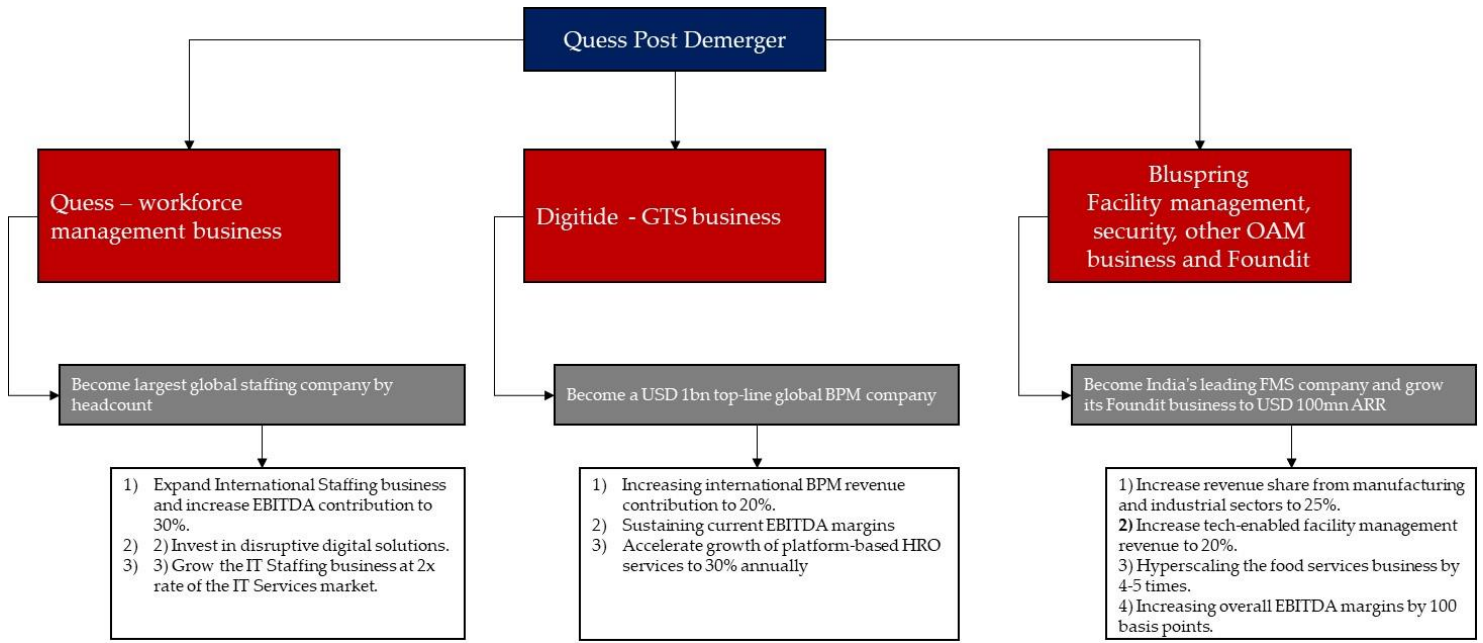 Quess Post Demerger
Quess – workforce
management business
Digitide - GTS business
Bluspring
Facility management,
security, other OAM
business and Foundit
Become largest global staffing company by
headcount
Become a USD 1bn top-line global BPM company
Become India's leading FMS company and grow
its Foundit business to USD 100mn ARR
1) Expand International Staffing business
and increase EBITDA contribution to
30%.
2) 2) Invest in disruptive digital solutions.
3) 3) Grow the IT Staffing business at 2x
rate of the IT Services market.
1) Increasing international BPM revenue
contribution to 20%.
2) Sustaining current EBITDA margins
3) Accelerate growth of platform-based HRO
services to 30% annually
1) Increase revenue share from manufacturing
and industrial sectors to 25%.
2) Increase tech-enabled facility management
revenue to 20%.
3) Hyperscaling the food services business by
4-5 times.
4) Increasing overall EBITDA margins by 100
basis points.